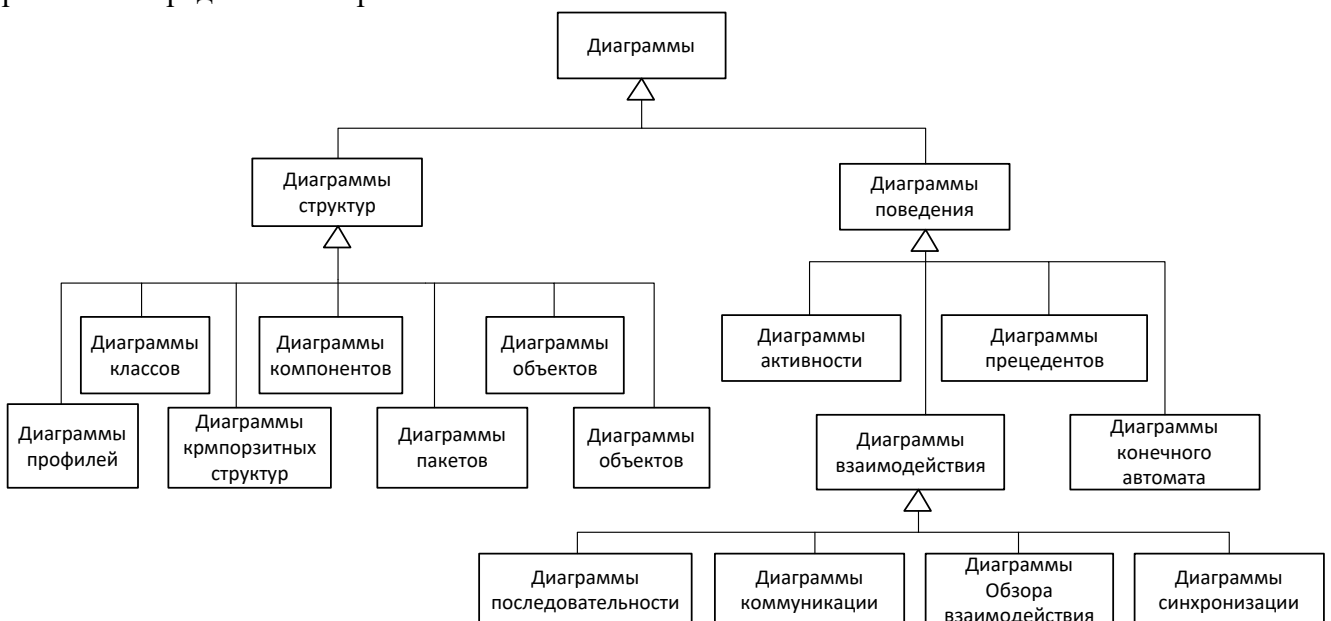 Диаграммы
Диаграммы
структур
Диаграммы
поведения
Диаграммы
классов
Диаграммы
компонентов
Диаграммы
объектов
Диаграммы
активности
Диаграммы
прецедентов
Диаграммы
профилей
Диаграммы
крмпорзитных
структур
Диаграммы
пакетов
Диаграммы
объектов
Диаграммы
взаимодействия
Диаграммы
конечного
автомата
Диаграммы
последовательности
Диаграммы
коммуникации
Диаграммы
Обзора
взаимодействия
Диаграммы
синхронизации